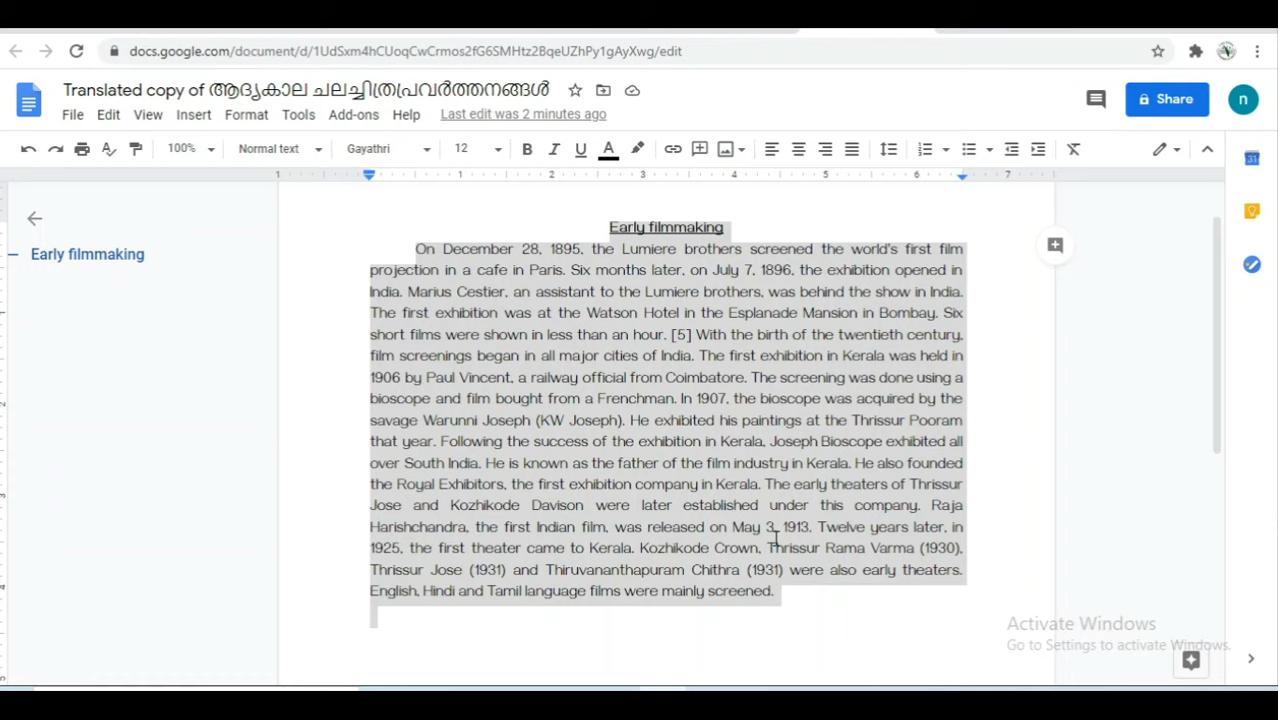 docs.google.com/document/d/1UdSxm4hCUoqCwCrmos2fG6SMHtz2BqeUZhPy1gAyXwg/edit
Translated copy of ആദ്യകാല ചലച്ചിത്രപ്രവർത്തനങ്ങൾ
Share
n
File Edit View Insert Format Tools Add-ons Help Last edit was 2 minutes ago
100% Normal text Gayathri 12 B I U A
1 1 2 3 4 5 6 7
Early filmmaking
Early filmmaking
On December 28, 1895, the Lumiere brothers screened the world's first film
projection in a cafe in Paris. Six months later, on July 7, 1896, the exhibition opened in
India. Marius Cestier, an assistant to the Lumiere brothers, was behind the show in India.
The first exhibition was at the Watson Hotel in the Esplanade Mansion in Bombay. Six
short films were shown in less than an hour. [5] With the birth of the twentieth century,
film screenings began in all major cities of India. The first exhibition in Kerala was held in
1906 by Paul Vincent, a railway official from Coimbatore. The screening was done using a
bioscope and film bought from a Frenchman. In 1907, the bioscope was acquired by the
savage Warunni Joseph (KW Joseph). He exhibited his paintings at the Thrissur Pooram
that year. Following the success of the exhibition in Kerala, Joseph Bioscope exhibited all
over South India. He is known as the father of the film industry in Kerala. He also founded
the Royal Exhibitors, the first exhibition company in Kerala. The early theaters of Thrissur
Jose and Kozhikode Davison were later established under this company. Raja
Harishchandra, the first Indian film, was released on May 3, 1913. Twelve years later, in
1925, the first theater came to Kerala. Kozhikode Crown, Thrissur Rama Varma (1930),
Thrissur Jose (1931) and Thiruvananthapuram Chithra (1931) were also early theaters.
English, Hindi and Tamil language films were mainly screened.
Activate Windows
Go to Settings to activate Windows.